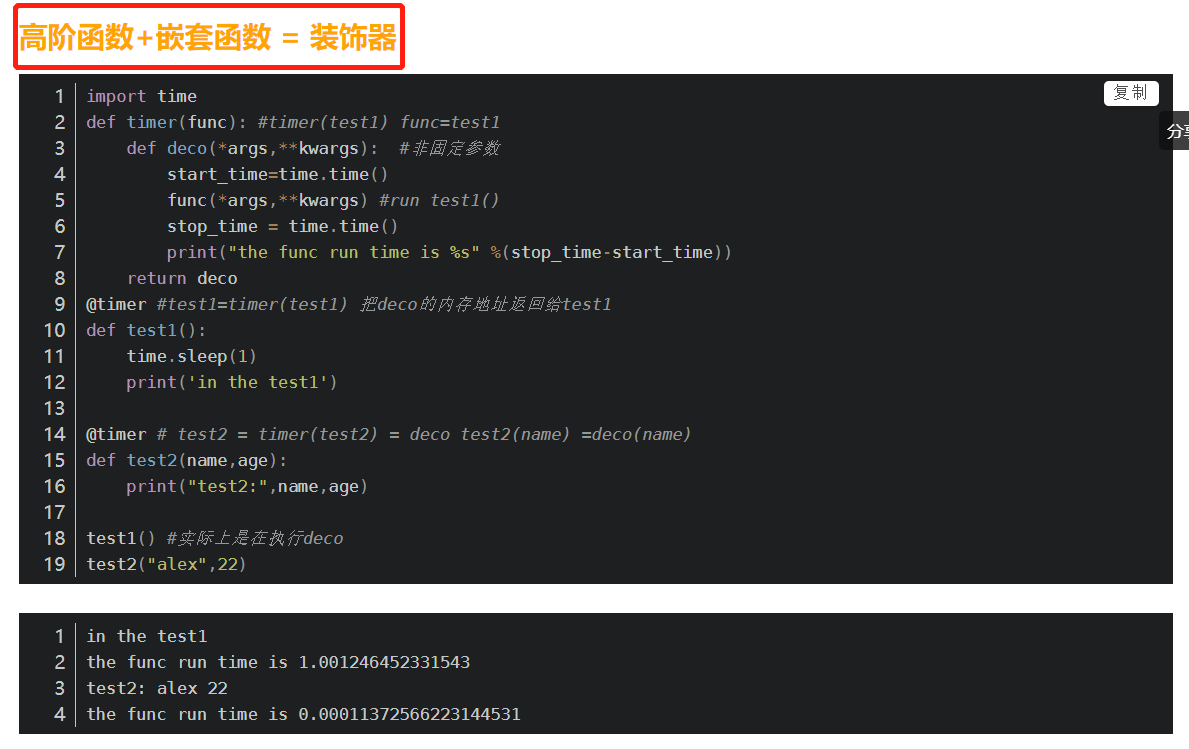 高阶函数+嵌套函数 = 装饰器
复制
分享
1 import time
2 def timer(func): #timer(test1) func=test1
3     def deco(*args,**kwargs):  #非固定参数
4         start_time=time.time()
5         func(*args,**kwargs) #run test1()
6         stop_time = time.time()
7         print("the func run time is %s" %(stop_time-start_time))
8     return deco
9 @timer #test1=timer(test1) 把deco的内存地址返回给test1
10 def test1():
11     time.sleep(1)
12     print('in the test1')
13
14 @timer # test2 = timer(test2) = deco test2(name) =deco(name)
15 def test2(name,age):
16     print("test2:",name,age)
17
18 test1() #实际上是在执行deco
19 test2("alex",22)
1 in the test1
2 the func run time is 1.001246452331543
3 test2: alex 22
4 the func run time is 0.00011372566223144531